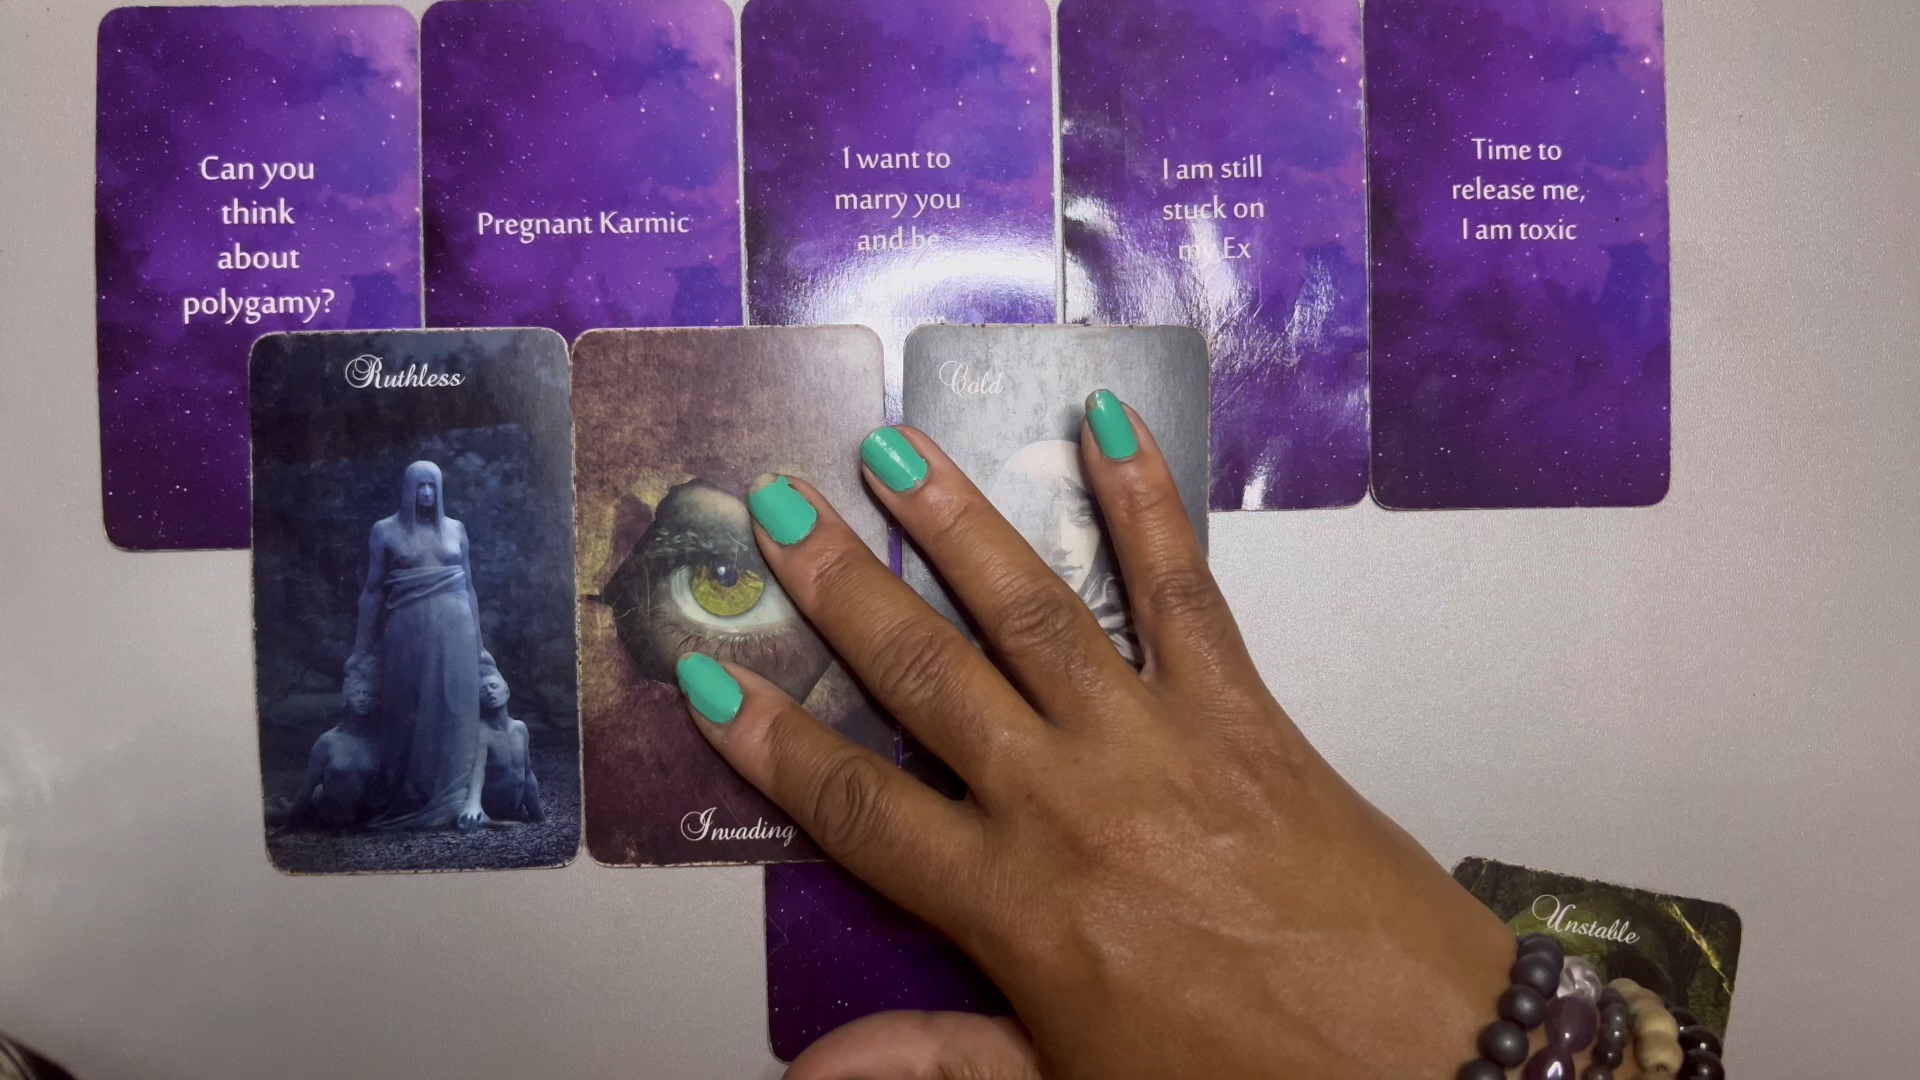 Can you
think
about
polygamy?
Pregnant Karmic
I want to
marry you
and be
I am still
stuck on
my Ex
Time to
release me,
I am toxic
Ruthless
Invading
Cold
Unstable